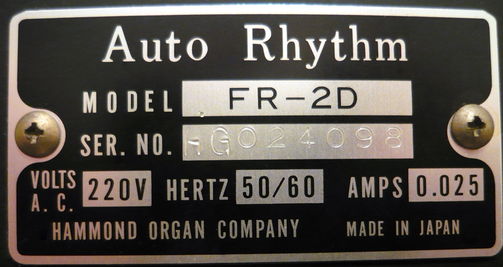 Auto Rhythm
MODEL FR-2D
SER. NO. G024098
VOLTS A. C. 220V HERTZ 50/60 AMPS 0.025
HAMMOND ORGAN COMPANY MADE IN JAPAN